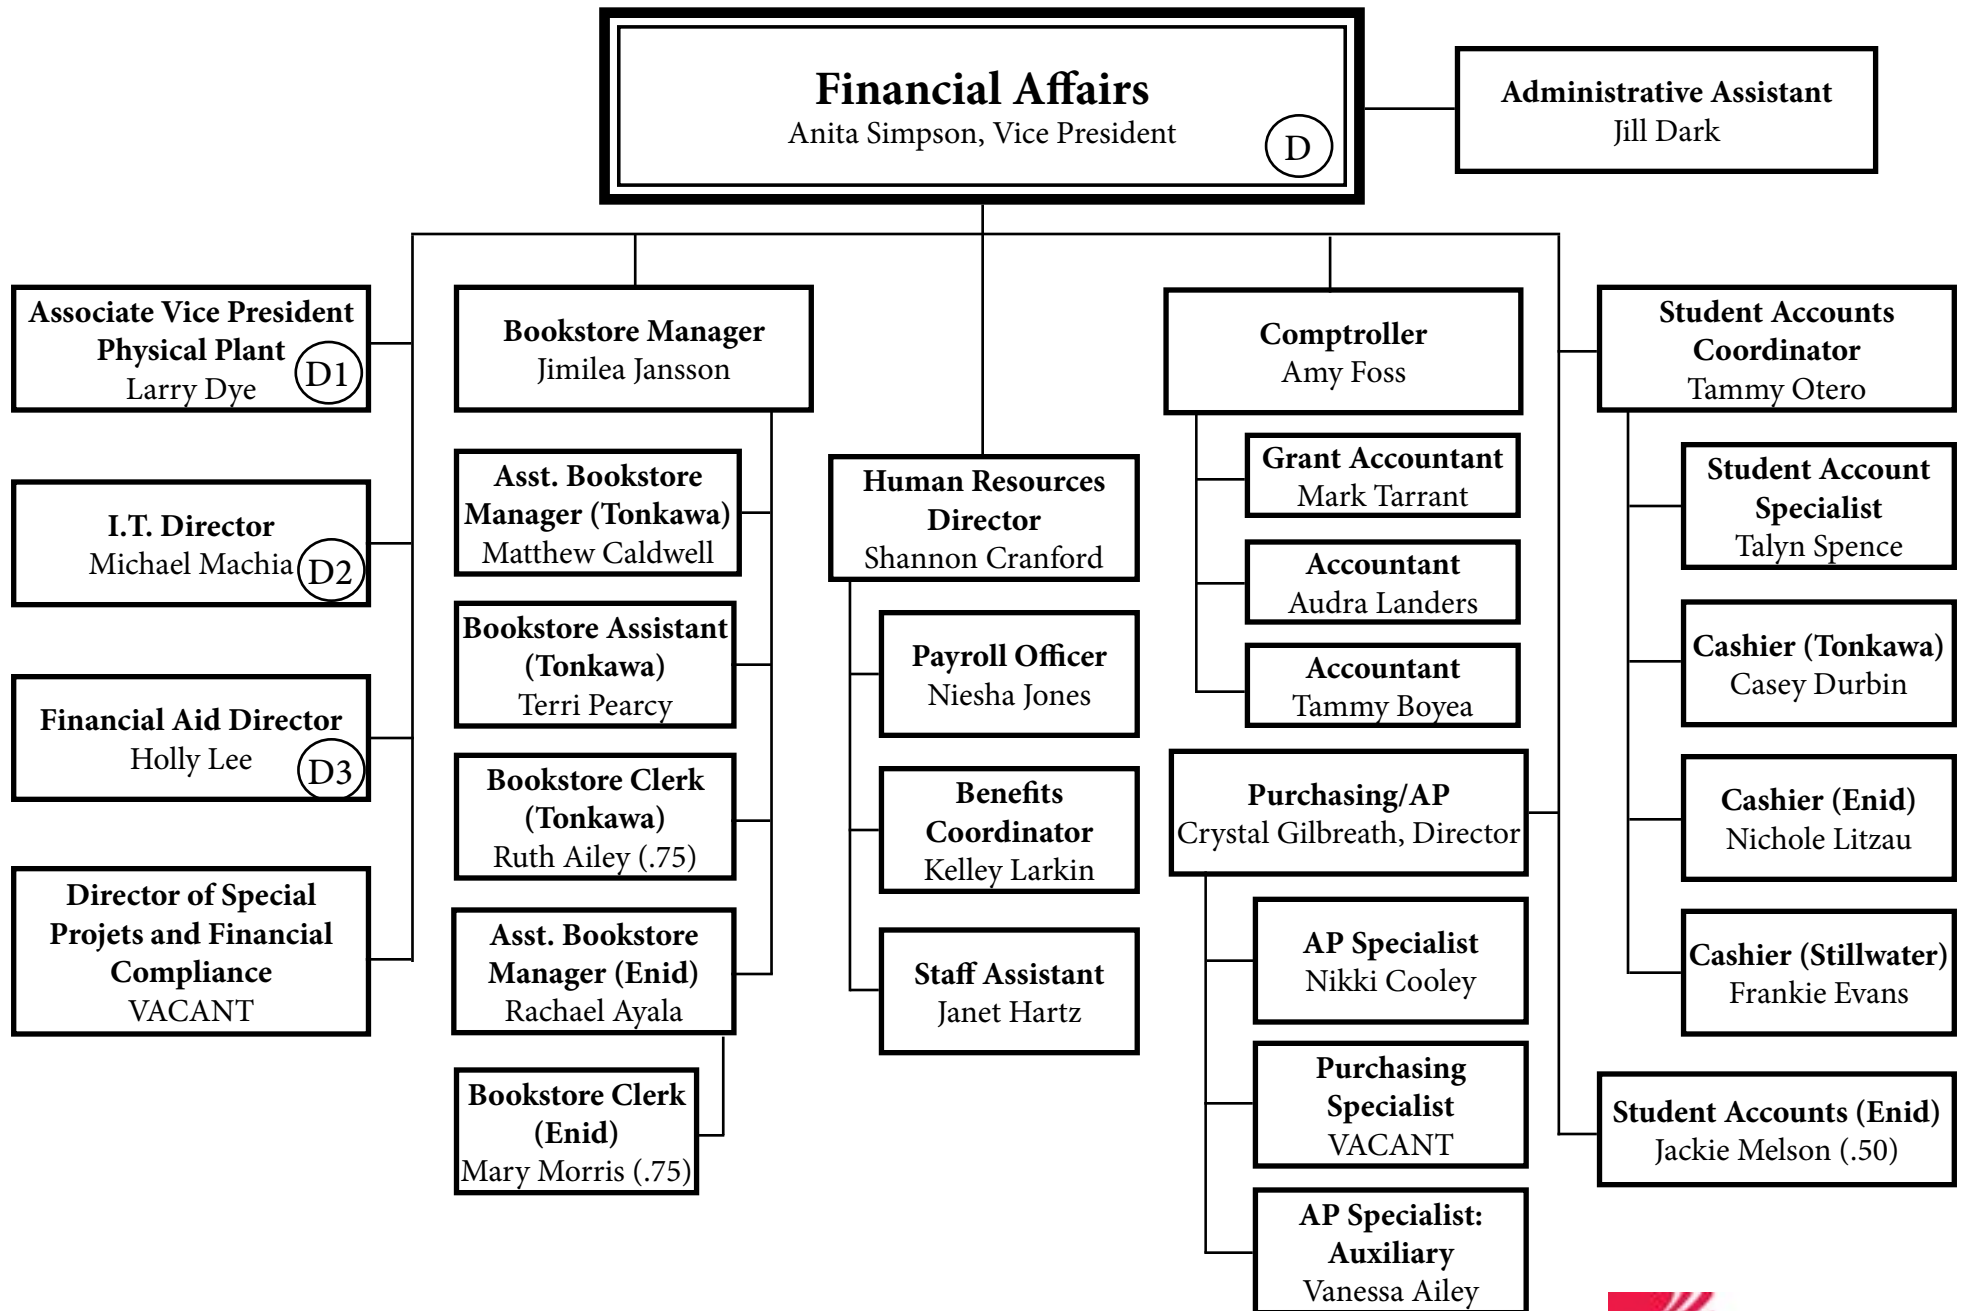 Financial Affairs
Anita Simpson, Vice President
D
Administrative Assistant
Jill Dark
Associate Vice President
Physical Plant
Larry Dye
D1
I.T. Director
Michael Machia
D2
Financial Aid Director
Holly Lee
D3
Director of Special
Projets and Financial
Compliance
VACANT
Bookstore Manager
Jimilea Jansson
Asst. Bookstore
Manager (Tonkawa)
Matthew Caldwell
Bookstore Assistant
(Tonkawa)
Terri Pearcy
Bookstore Clerk
(Tonkawa)
Ruth Ailey (.75)
Asst. Bookstore
Manager (Enid)
Rachael Ayala
Bookstore Clerk
(Enid)
Mary Morris (.75)
Human Resources
Director
Shannon Cranford
Payroll Officer
Niesha Jones
Benefits
Coordinator
Kelley Larkin
Staff Assistant
Janet Hartz
Comptroller
Amy Foss
Grant Accountant
Mark Tarrant
Accountant
Audra Landers
Accountant
Tammy Boyea
Purchasing/AP
Crystal Gilbreath, Director
AP Specialist
Nikki Cooley
Purchasing
Specialist
VACANT
AP Specialist:
Auxiliary
Vanessa Ailey
Student Accounts
Coordinator
Tammy Otero
Student Account
Specialist
Talyn Spence
Cashier (Tonkawa)
Casey Durbin
Cashier (Enid)
Nichole Litzau
Cashier (Stillwater)
Frankie Evans
Student Accounts (Enid)
Jackie Melson (.50)